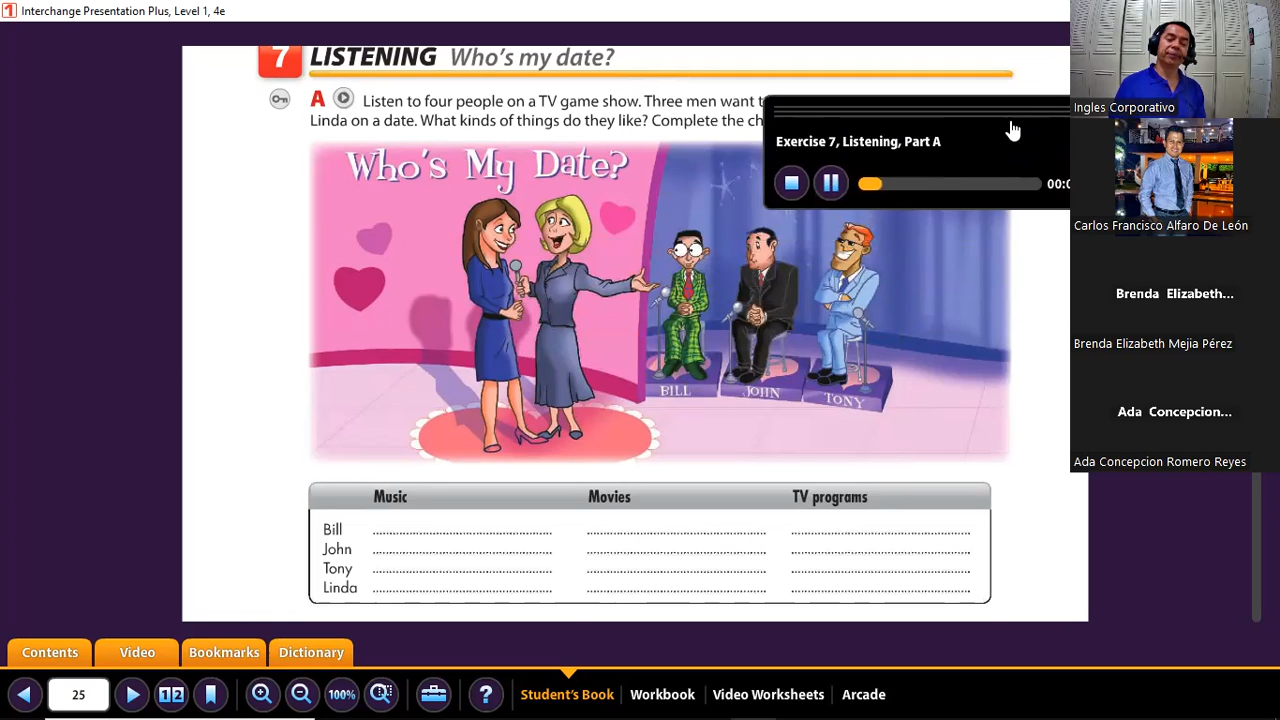 Interchange Presentation Plus, Level 1, 4e
7 LISTENING Who's my date?
A Listen to four people on a TV game show. Three men want
Linda on a date. What kinds of things do they like? Complete the
Exercise 7, Listening, Part A
00:0
Who's My Date?
BILL
JOHN
TONY
Music Movies TV programs
Bill
John
Tony
Linda
Ingles Corporativo
Carlos Francisco Alfaro De León
Brenda Elizabeth...
Brenda Elizabeth Mejia Pérez
Ada Concepcion...
Ada Concepcion Romero Reyes
Contents Video Bookmarks Dictionary
25 1 2 100% ? Student's Book Workbook Video Worksheets Arcade